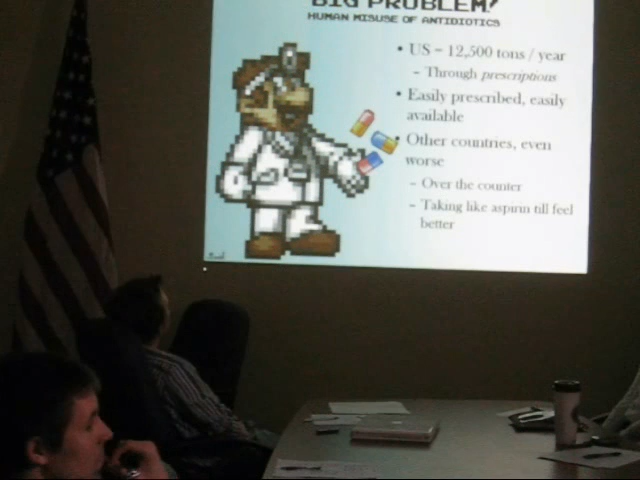 BIG PROBLEM!
HUMAN MISUSE OF ANTIBIOTICS
• US – 12,500 tons / year
– Through prescriptions
• Easily prescribed, easily
available
• Other countries, even
worse
– Over the counter
– Taking like aspirin till feel
better